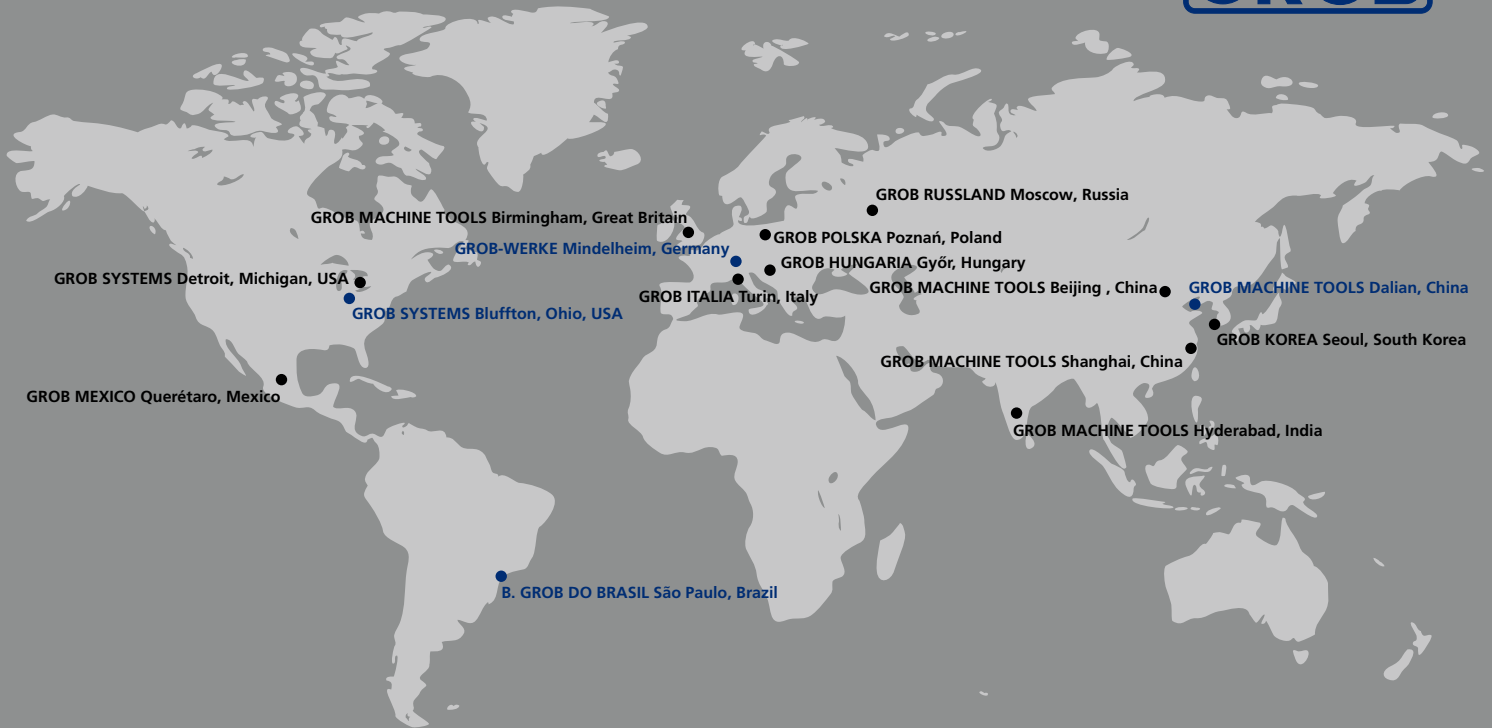 GROB
GROB RUSSLAND Moscow, Russia
GROB MACHINE TOOLS Birmingham, Great Britain
GROB POLSKA Poznań, Poland
GROB-WERKE Mindelheim, Germany
GROB HUNGARIA Győr, Hungary
GROB SYSTEMS Detroit, Michigan, USA
GROB MACHINE TOOLS Beijing , China
GROB MACHINE TOOLS Dalian, China
GROB ITALIA Turin, Italy
GROB SYSTEMS Bluffton, Ohio, USA
GROB KOREA Seoul, South Korea
GROB MACHINE TOOLS Shanghai, China
GROB MEXICO Querétaro, Mexico
GROB MACHINE TOOLS Hyderabad, India
B. GROB DO BRASIL São Paulo, Brazil